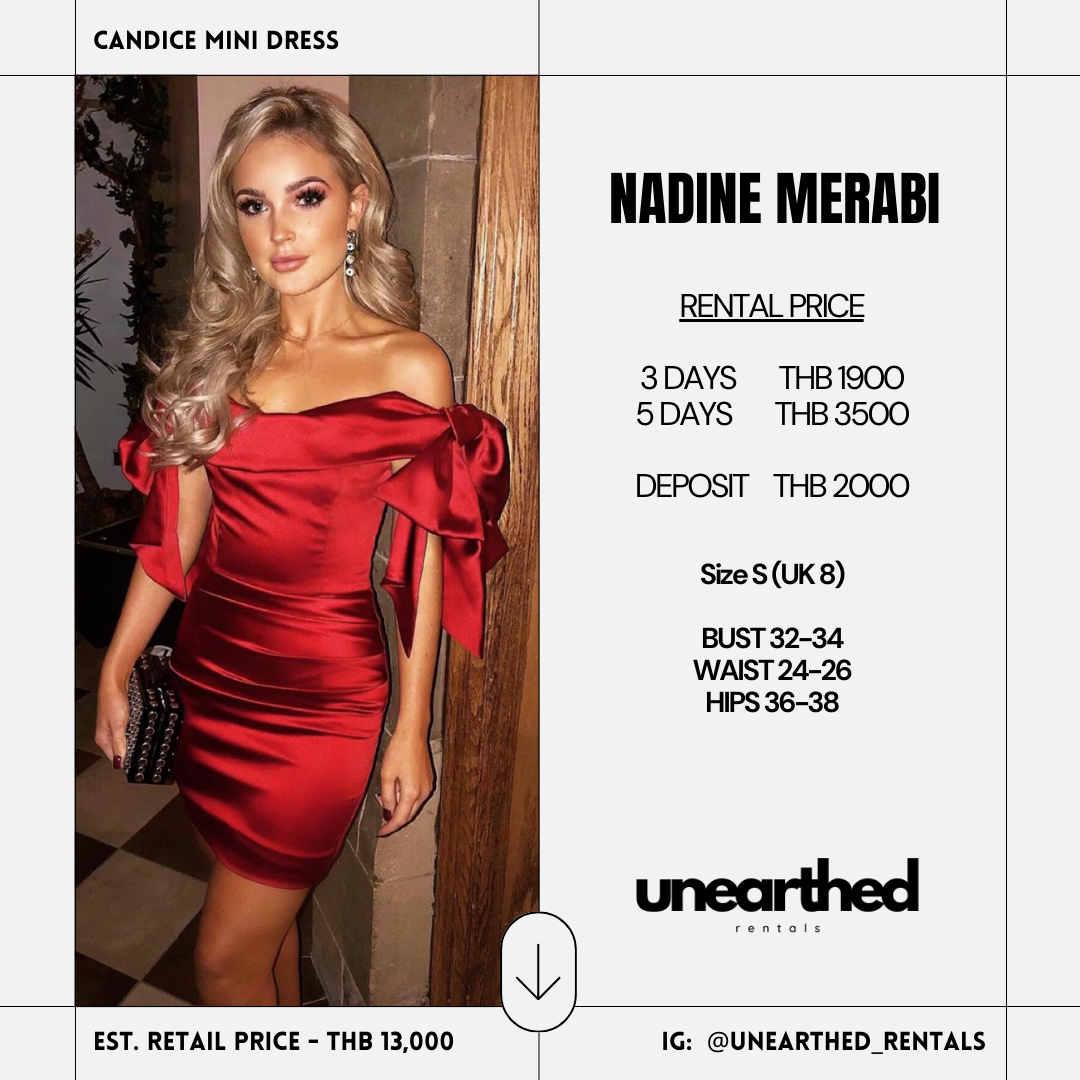 CANDICE MINI DRESS
NADINE MERABI
RENTAL PRICE
3 DAYS THB 1900
5 DAYS THB 3500
DEPOSIT THB 2000
Size S (UK 8)
BUST 32-34
WAIST 24-26
HIPS 36-38
unearthed
rentals
EST. RETAIL PRICE - THB 13,000
IG: @UNEARTHED_RENTALS